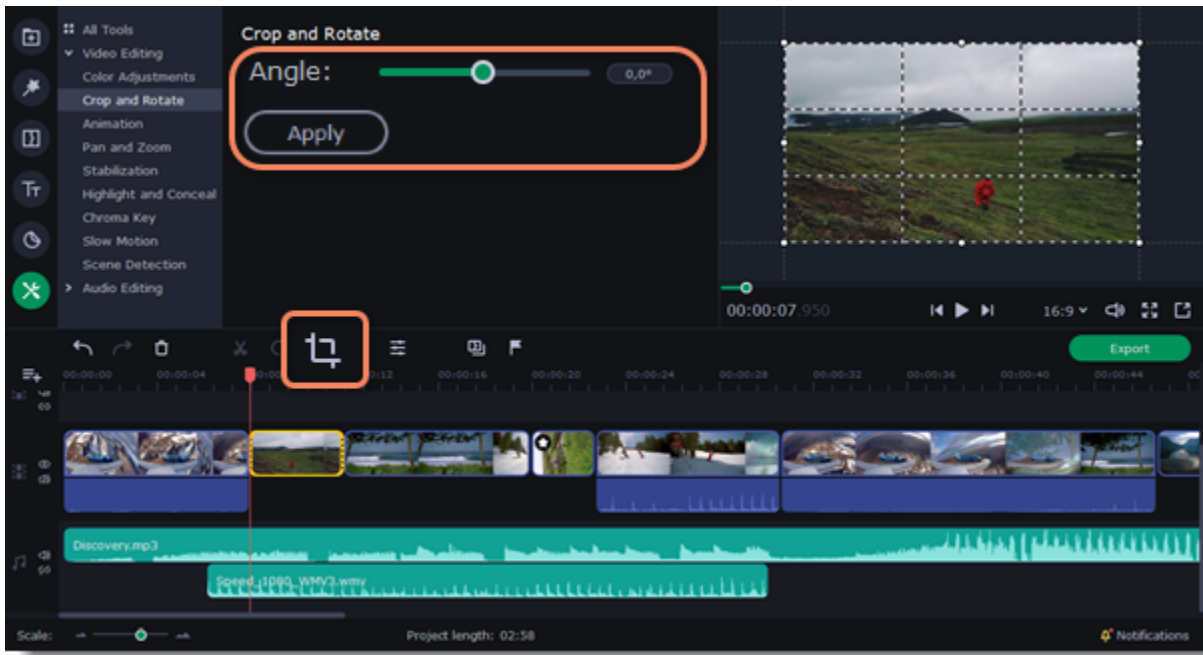 All Tools
Video Editing
Color Adjustments
Crop and Rotate
Animation
Pan and Zoom
Stabilization
Highlight and Conceal
Chroma Key
Slow Motion
Scene Detection
Audio Editing
Crop and Rotate
Angle:
0,0°
Apply
00:00:07.950
16:9
Export
00:00:00 00:00:04 00:00:16 00:00:20 00:00:24 00:00:28 00:00:32 00:00:36 00:00:40 00:00:44
Discovery.mp3
Speed_1080_WMV3.wmv
Scale:
Project length: 02:58
Notifications